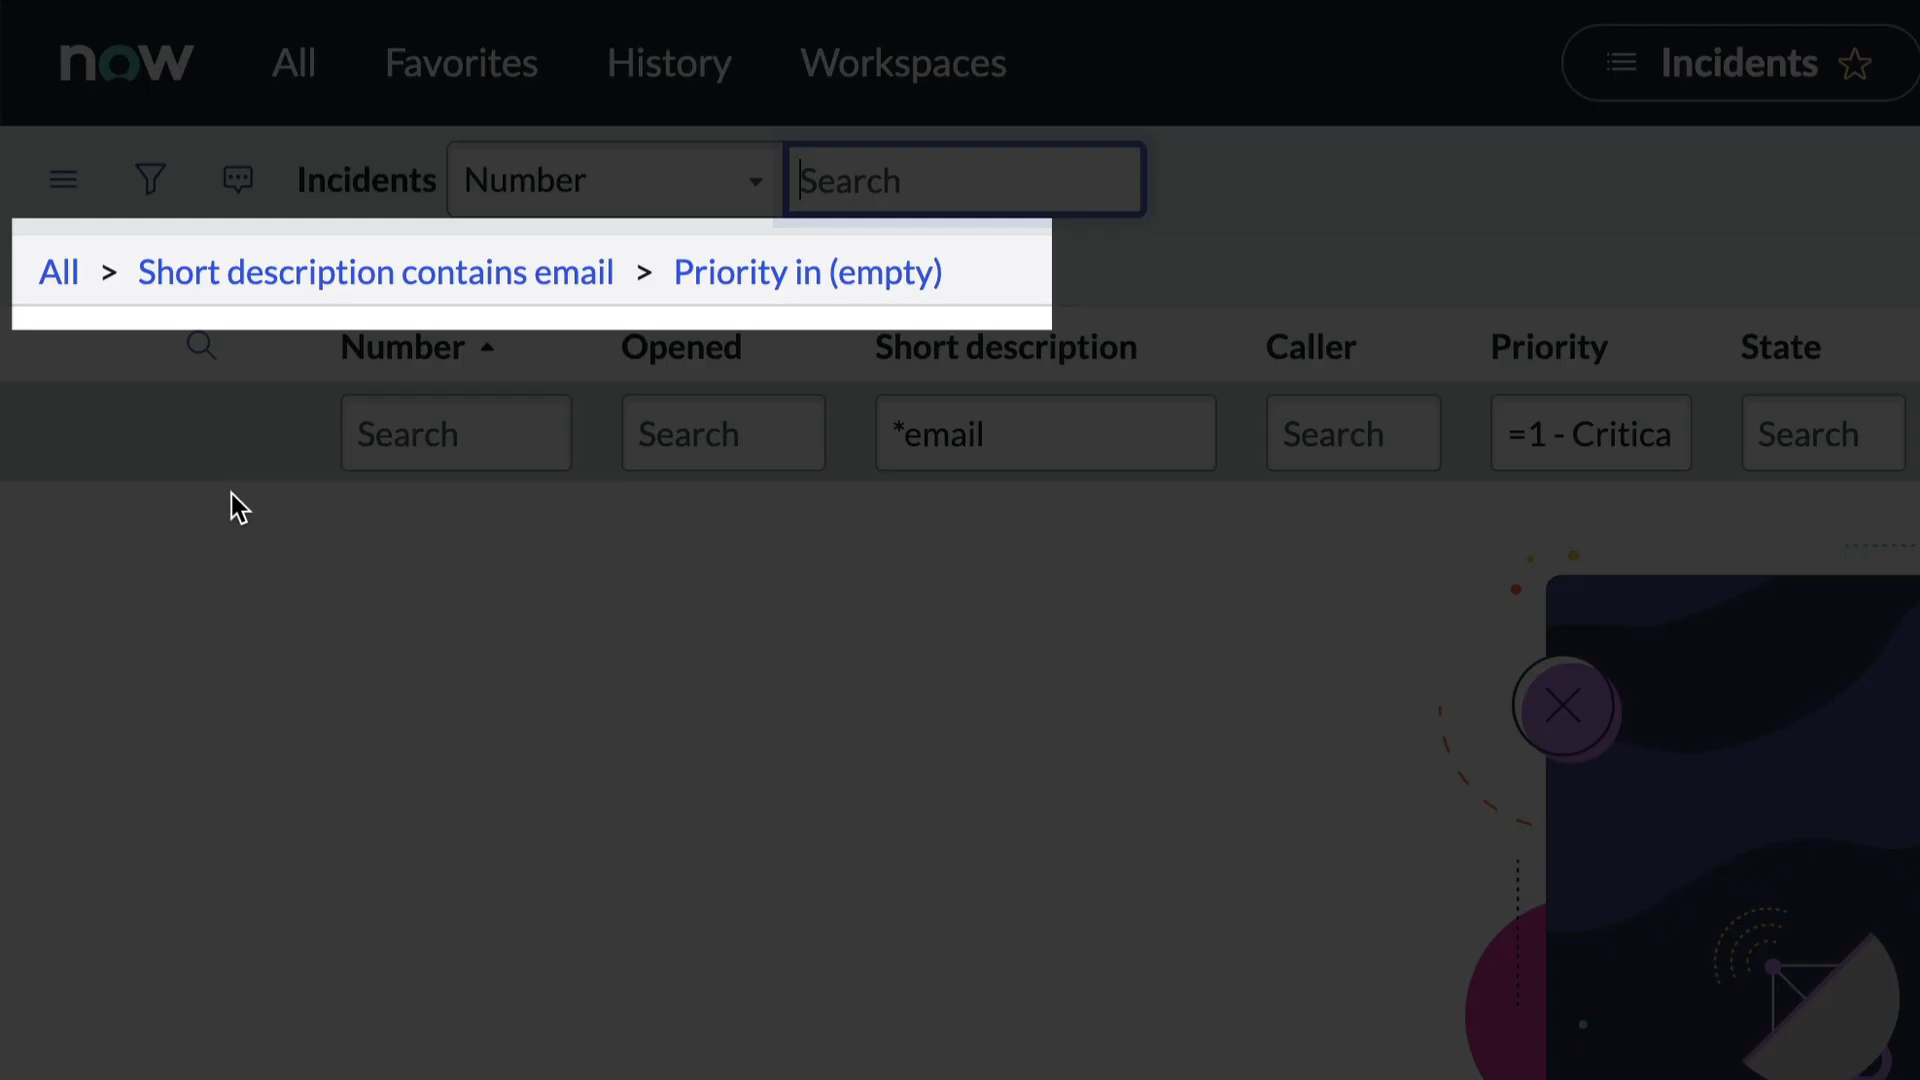 now All Favorites History Workspaces Incidents
Incidents Number Search
All > Short description contains email > Priority in (empty)
Number Opened Short description Caller Priority State
Search Search *email Search =1 - Critica Search